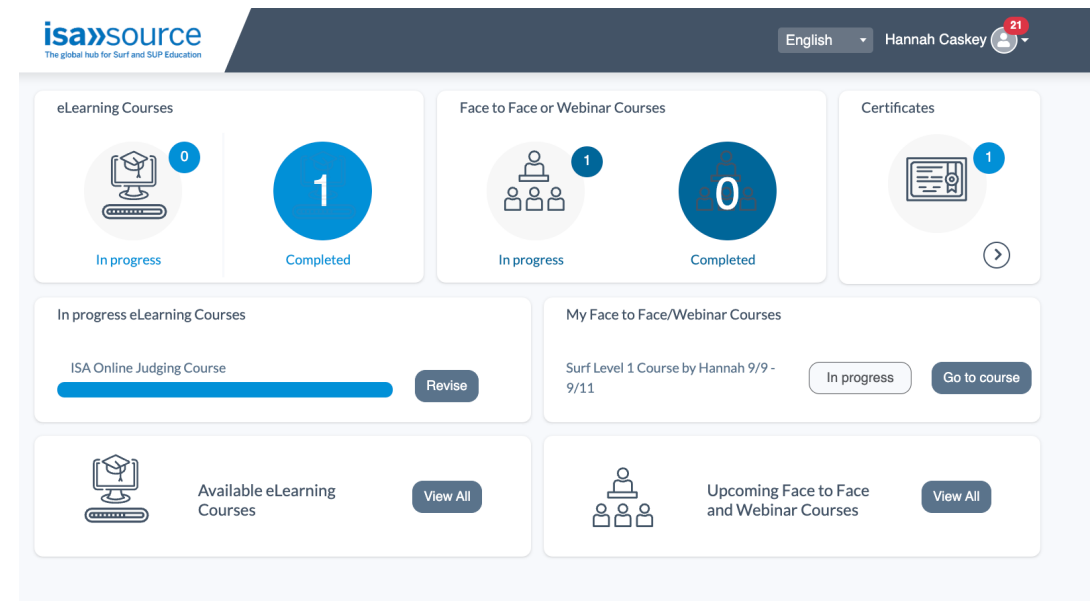 isa»source
The global hub for Surf and SUP Education
English
Hannah Caskey
21
eLearning Courses
0
1
In progress
Completed
Face to Face or Webinar Courses
1
0
In progress
Completed
Certificates
1
In progress eLearning Courses
ISA Online Judging Course
Revise
My Face to Face/Webinar Courses
Surf Level 1 Course by Hannah 9/9 -
9/11
In progress
Go to course
Available eLearning
Courses
View All
Upcoming Face to Face
and Webinar Courses
View All